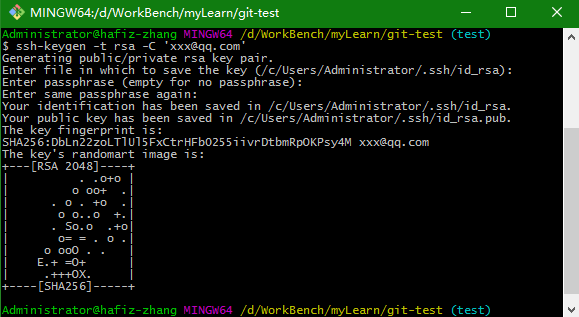 MINGW64:/d/WorkBench/myLearn/git-test
Administrator@hafiz-zhang MINGW64 /d/WorkBench/myLearn/git-test (test)
$ ssh-keygen -t rsa -C 'xxx@qq.com'
Generating public/private rsa key pair.
Enter file in which to save the key (/c/Users/Administrator/.ssh/id_rsa):
Enter passphrase (empty for no passphrase):
Enter same passphrase again:
Your identification has been saved in /c/Users/Administrator/.ssh/id_rsa.
Your public key has been saved in /c/Users/Administrator/.ssh/id_rsa.pub.
The key fingerprint is:
SHA256:DbLn22zoLTlUl5FxCtrHFbO255iivrDtbmRpOKPsy4M xxx@qq.com
The key's randomart image is:
+---[RSA 2048]----+
|          . .o+o |
|         o oo+  .|
|      . o . +o  .|
|       o o..o  +.|
|      . So.o  .+o|
|       o= = . o .|
|     o ooO . .   |
|    E.+ =O+      |
|     .+++OX.     |
+----[SHA256]-----+
Administrator@hafiz-zhang MINGW64 /d/WorkBench/myLearn/git-test (test)